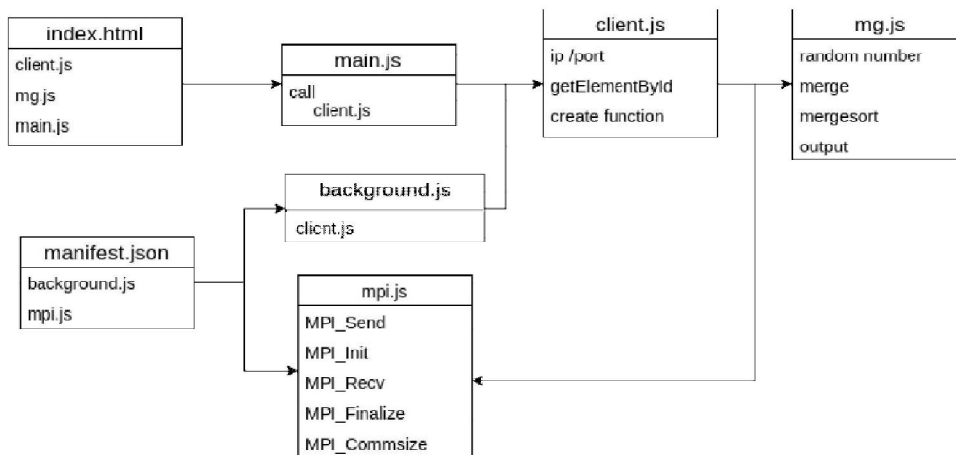 index.html
client.js
mg.js
main.js
main.js
call
client.js
client.js
ip /port
getElementById
create function
mg.js
random number
merge
mergesort
output
background.js
client.js
manifest.json
background.js
mpi.js
mpi.js
MPI_Send
MPI_Init
MPI_Recv
MPI_Finalize
MPI_Commsize